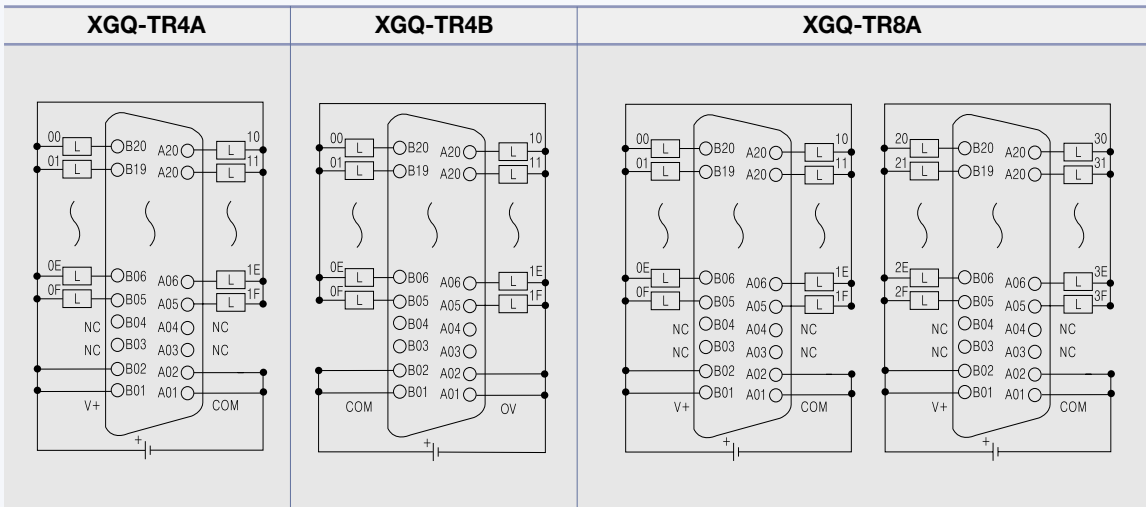 XGQ-TR4A
XGQ-TR4B
XGQ-TR8A
00 L B20 A20 L 10
01 L B19 A20 L 11
0E L B06 A06 L 1E
0F L B05 A05 L 1F
NC B04 A04 NC
NC B03 A03 NC
B02 A02
B01 A01
V+ COM
+
00 L B20 A20 L 10
01 L B19 A20 L 11
0E L B06 A06 L 1E
0F L B05 A05 L 1F
B04 A04
B03 A03
B02 A02
B01 A01
COM 0V
+
00 L B20 A20 L 10
01 L B19 A20 L 11
0E L B06 A06 L 1E
0F L B05 A05 L 1F
NC B04 A04 NC
NC B03 A03 NC
B02 A02
B01 A01
V+ COM
+
20 L B20 A20 L 30
21 L B19 A20 L 31
2E L B06 A06 L 3E
2F L B05 A05 L 3F
NC B04 A04 NC
NC B03 A03 NC
B02 A02
B01 A01
V+ COM
+